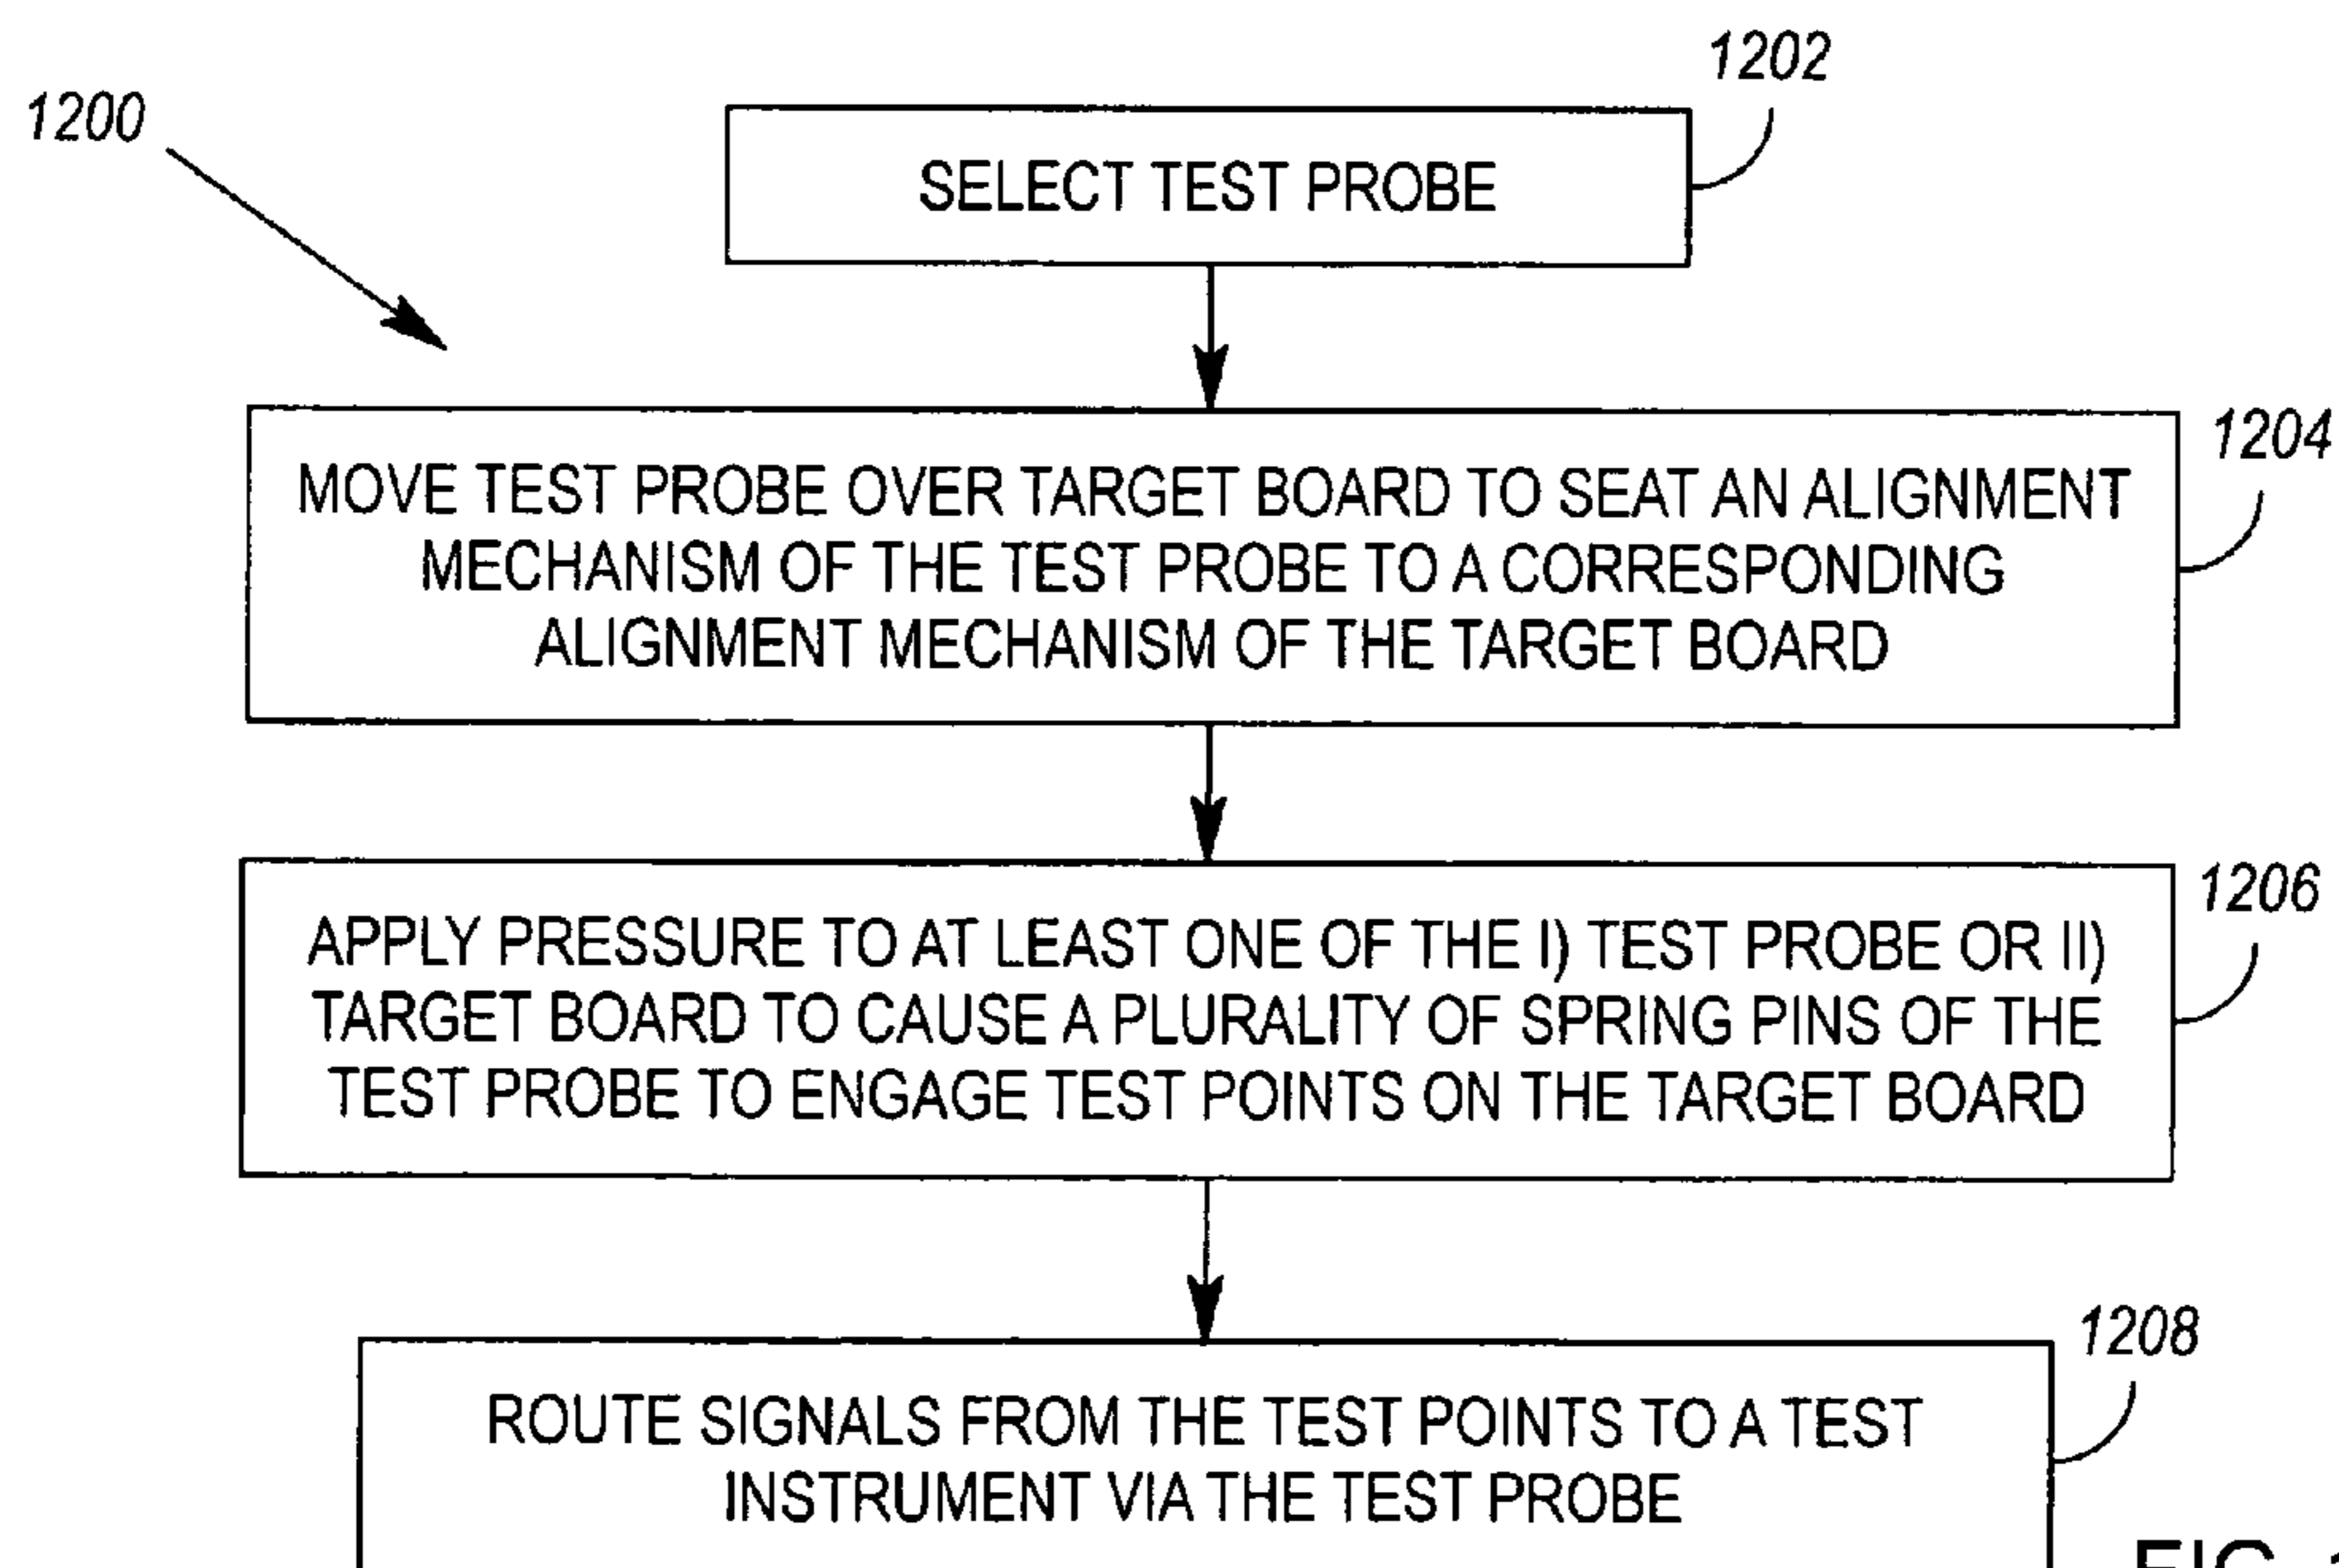 1200
1202
SELECT TEST PROBE
1204
MOVE TEST PROBE OVER TARGET BOARD TO SEAT AN ALIGNMENT
MECHANISM OF THE TEST PROBE TO A CORRESPONDING
ALIGNMENT MECHANISM OF THE TARGET BOARD
1206
APPLY PRESSURE TO AT LEAST ONE OF THE I) TEST PROBE OR II)
TARGET BOARD TO CAUSE A PLURALITY OF SPRING PINS OF THE
TEST PROBE TO ENGAGE TEST POINTS ON THE TARGET BOARD
1208
ROUTE SIGNALS FROM THE TEST POINTS TO A TEST
INSTRUMENT VIA THE TEST PROBE